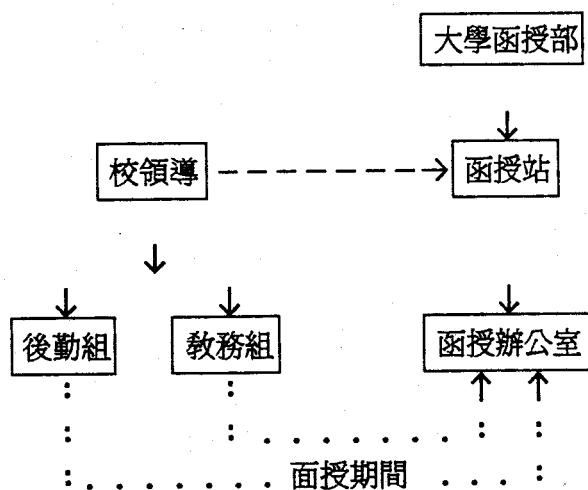 大學函授部
校領導
函授站
後勤組
教務組
函授辦公室
面授期間